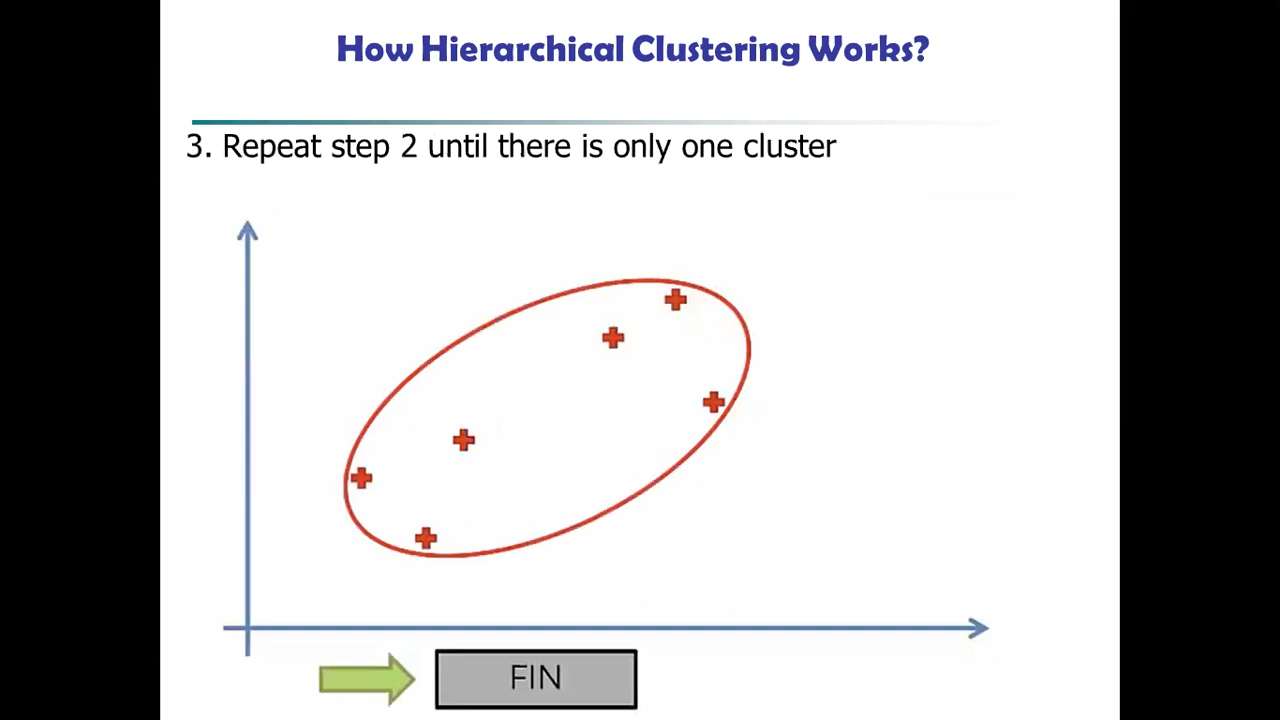 How Hierarchical Clustering Works?
3. Repeat step 2 until there is only one cluster
FIN